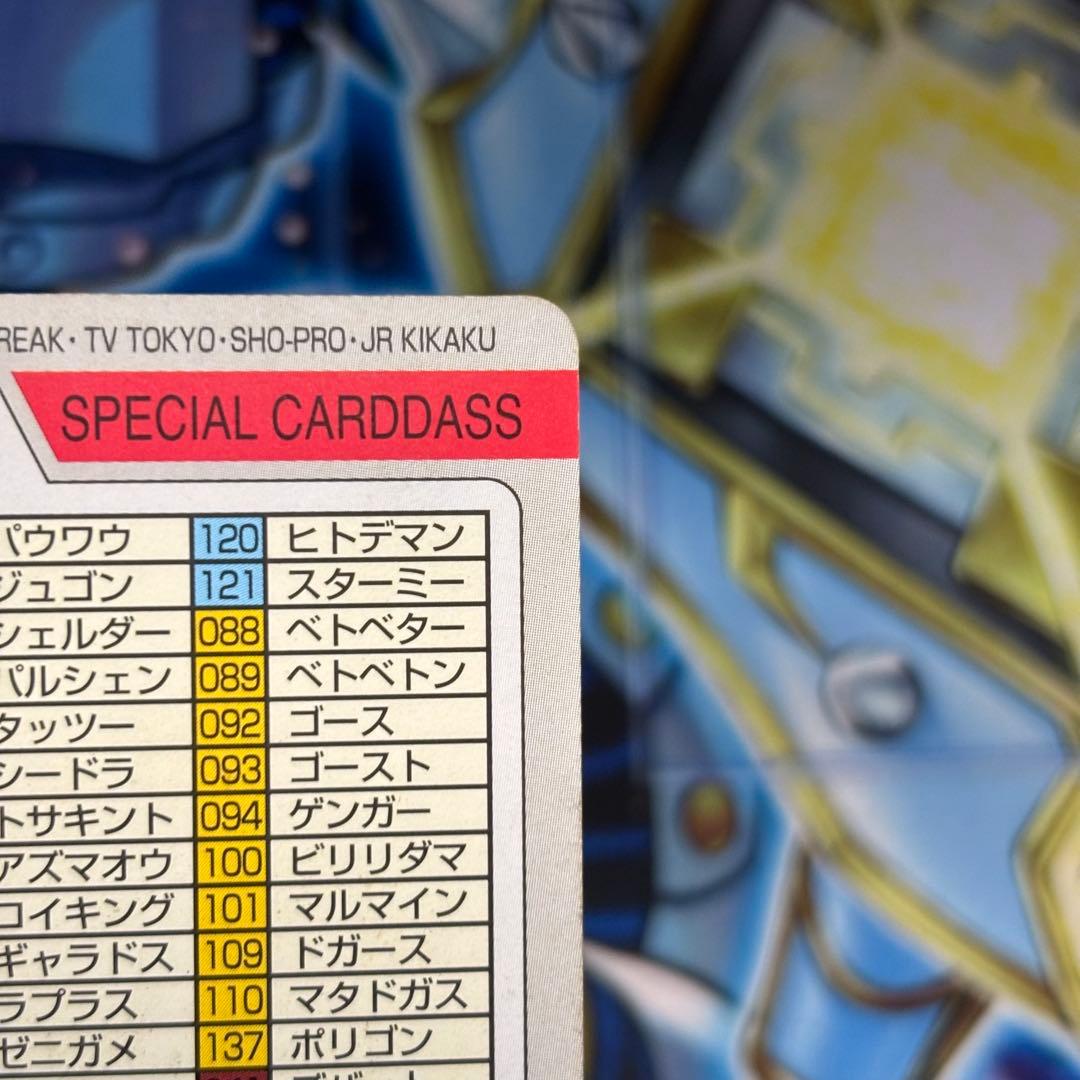 TV TOKYO・SHO-PRO・JR KIKAKU
SPECIAL CARDDASS
パウワウ 120 ヒトデマン
ジュゴン 121 スターミー
シェルダー 088 ベトベター
パルシェン 089 ベトベトン
タッツー 092 ゴース
シードラ 093 ゴースト
トサキント 094 ゲンガー
アズマオウ 100 ビリリダマ
コイキング 101 マルマイン
ギャラドス 109 ドガース
ラプラス 110 マタドガス
ゼニガメ 137 ポリゴン